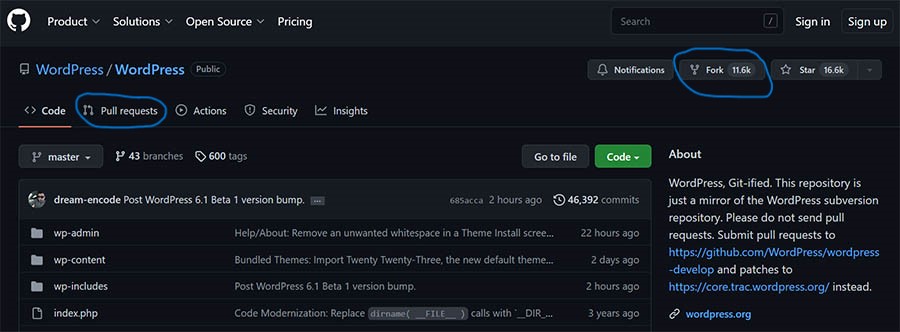 Product Solutions Open Source Pricing Search / Sign in Sign up
WordPress / WordPress Public Notifications Fork 11.6k Star 16.6k
Code Pull requests Actions Security Insights
master 43 branches 600 tags Go to file Code
About
dream-encode Post WordPress 6.1 Beta 1 version bump. ... 685acca 2 hours ago 46,392 commits
wp-admin Help/About: Remove an unwanted whitespace in a Theme Install scree... 22 hours ago
wp-content Bundled Themes: Import Twenty Twenty-Three, the new default theme... 2 days ago
wp-includes Post WordPress 6.1 Beta 1 version bump. 2 hours ago
index.php Code Modernization: Replace dirname( __FILE__ ) calls with `__DIR_... 3 years ago
WordPress, Git-ified. This repository is
just a mirror of the WordPress subversion
repository. Please do not send pull
requests. Submit pull requests to
https://github.com/WordPress/wordpress
-develop and patches to
https://core.trac.wordpress.org/ instead.
wordpress.org